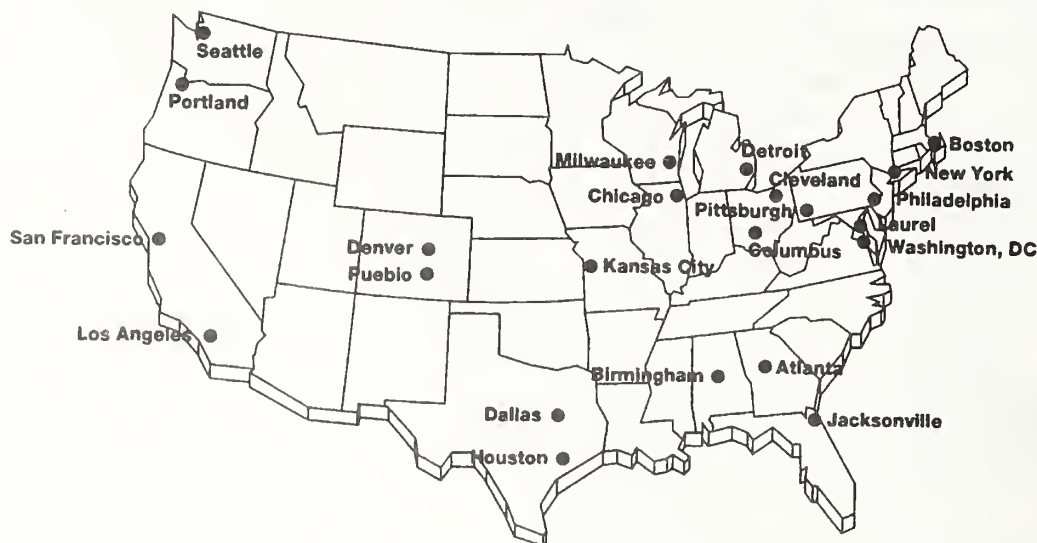 Seattle
Portland
Boston
Detroit
Milwaukee
New York
Cleveland
Chicago
Pittsburgh
Philadelphia
Laurel
San Francisco
Denver
Columbus
Washington, DC
Kansas City
Pueblo
Los Angeles
Birmingham
Atlanta
Dallas
Jacksonville
Houston